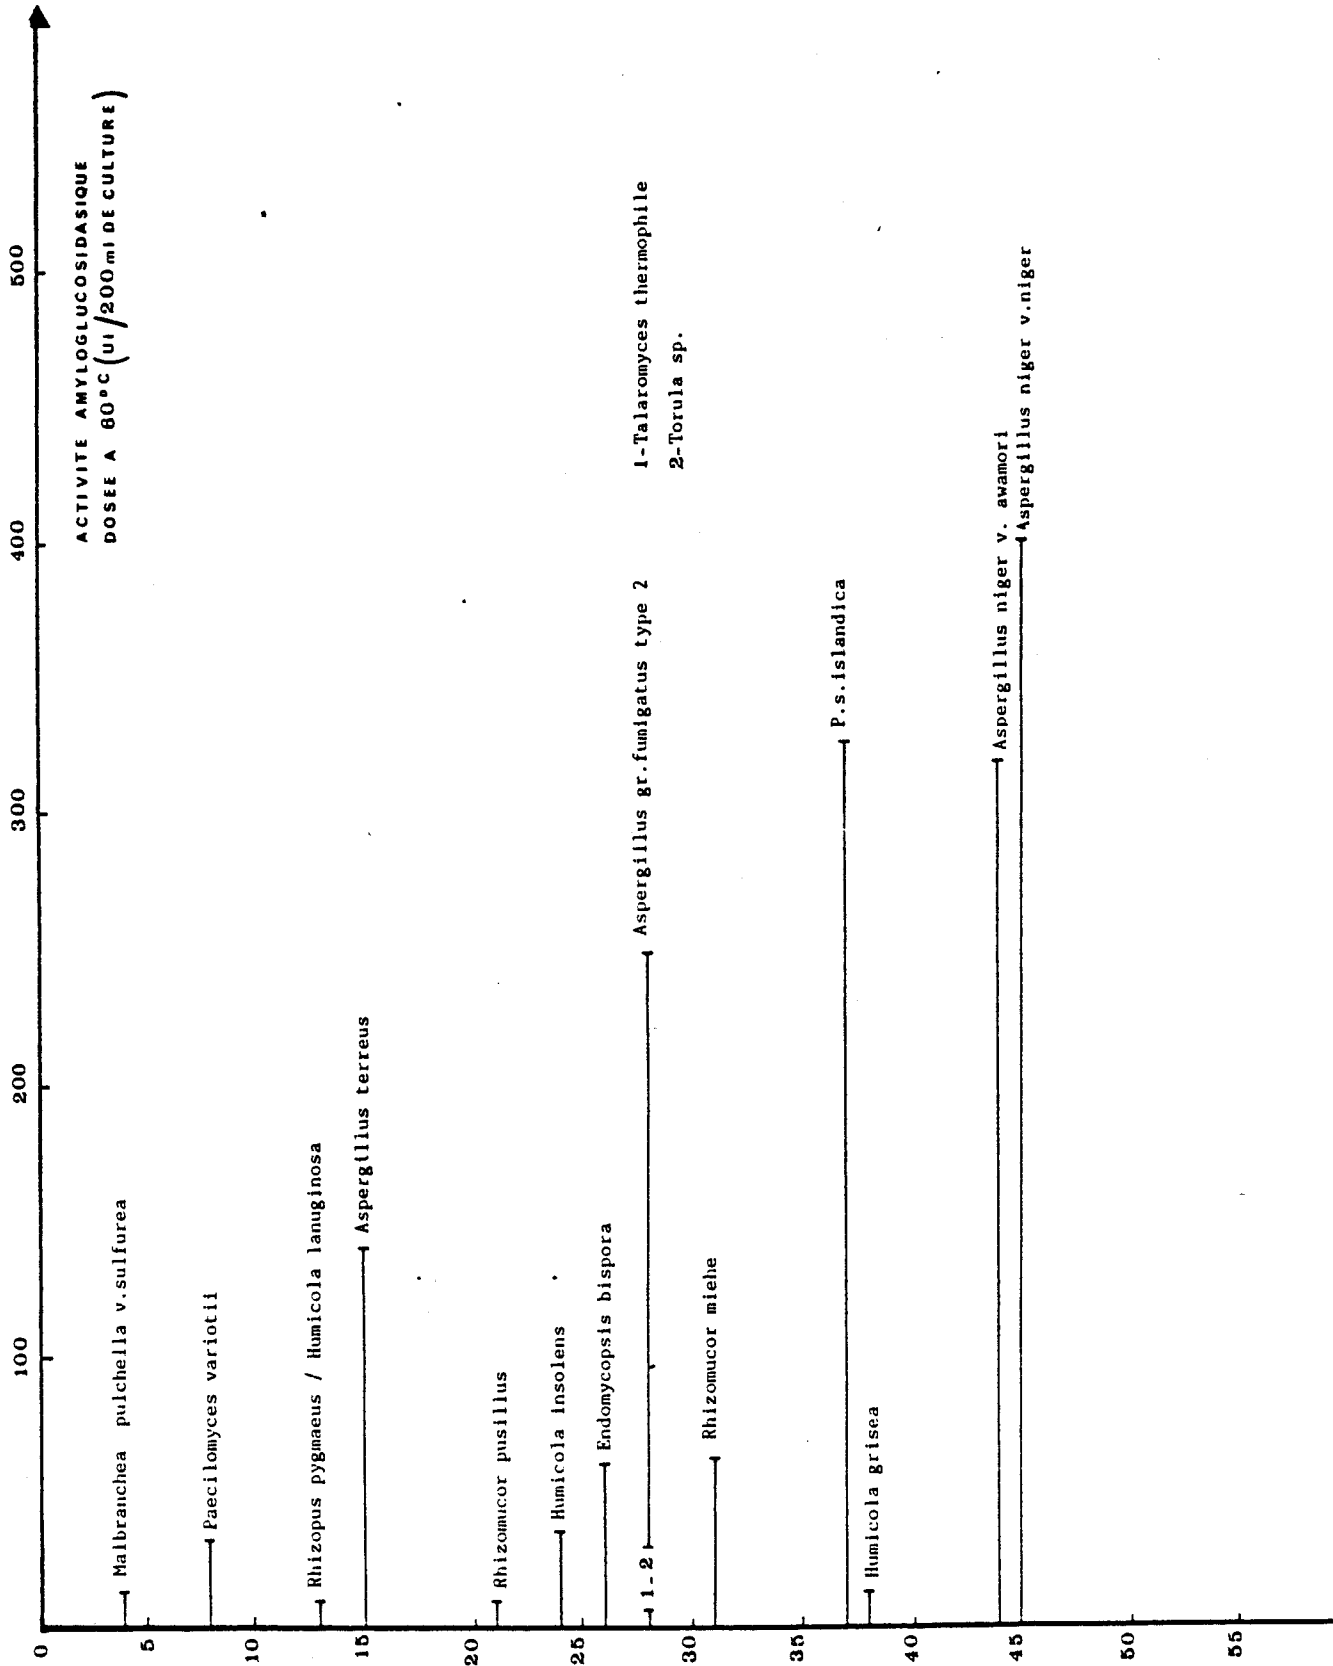 ACTIVITE AMYLOGLUCOSIDASIQUE
DOSEE A 60°C (UI/200ml DE CULTURE)
500
400
300
200
100
0
5
10
15
20
25
30
35
40
45
50
55
Malbranchea pulchella v.sulfurea
Paecilomyces variotii
Rhizopus pygmaeus / Humicola lanuginosa
Aspergillus terreus
Rhizomucor pusillus
Humicola insolens
Endomycopsis bispora
1-2
Aspergillus gr.fumigatus type 2
1-Talaromyces thermophile
2-Torula sp.
Rhizomucor miehe
P.s.islandica
Humicola grisea
Aspergillus niger v. awamori
Aspergillus niger v.niger